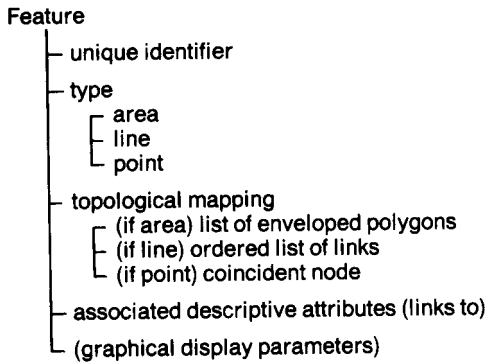 Feature
unique identifier
type
area
line
point
topological mapping
(if area) list of enveloped polygons
(if line) ordered list of links
(if point) coincident node
associated descriptive attributes (links to)
(graphical display parameters)